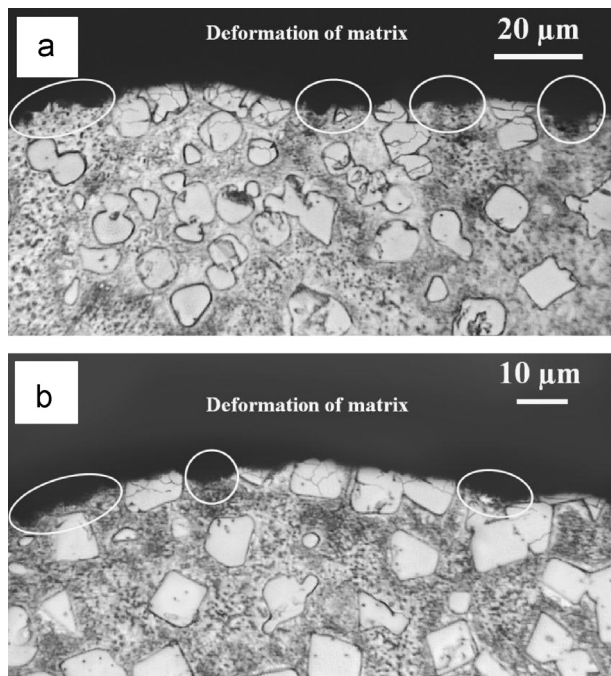 a
Deformation of matrix
20 µm
b
Deformation of matrix
10 µm